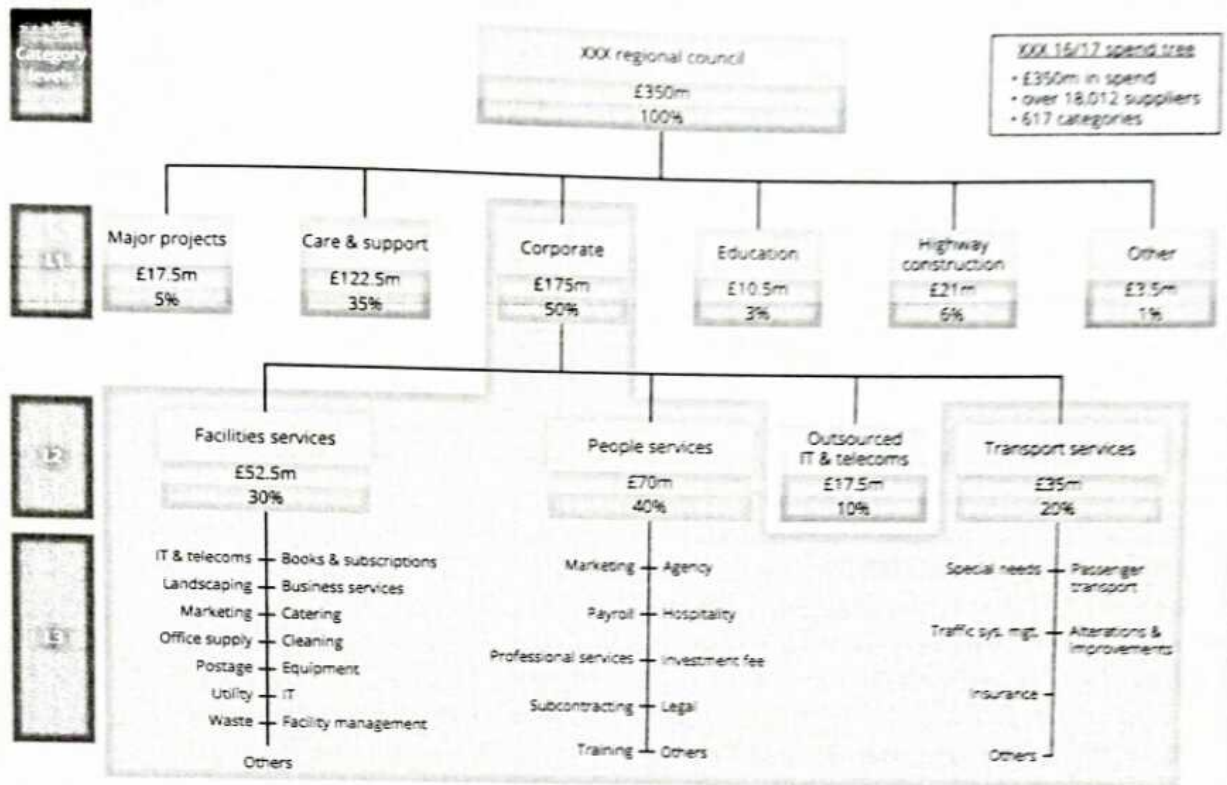 Category
levels
XXX regional council
£350m
100%
XXX 16/17 spend tree
• £350m in spend
• over 18,012 suppliers
• 617 categories
Major projects
£17.5m
5%
Care & support
£122.5m
35%
Corporate
£175m
50%
Education
£10.5m
3%
Highway
construction
£21m
6%
Other
£3.5m
1%
Facilities services
£52.5m
30%
People services
£70m
40%
Outsourced
IT & telecoms
£17.5m
10%
Transport services
£35m
20%
IT & telecoms
Books & subscriptions
Landscaping
Business services
Marketing
Catering
Office supply
Cleaning
Postage
Equipment
Utility
IT
Waste
Facility management
Others
Marketing
Agency
Payroll
Hospitality
Professional services
Investment fee
Subcontracting
Legal
Training
Others
Special needs
Passenger
transport
Traffic sys. mgt.
Alterations &
improvements
Insurance
Others